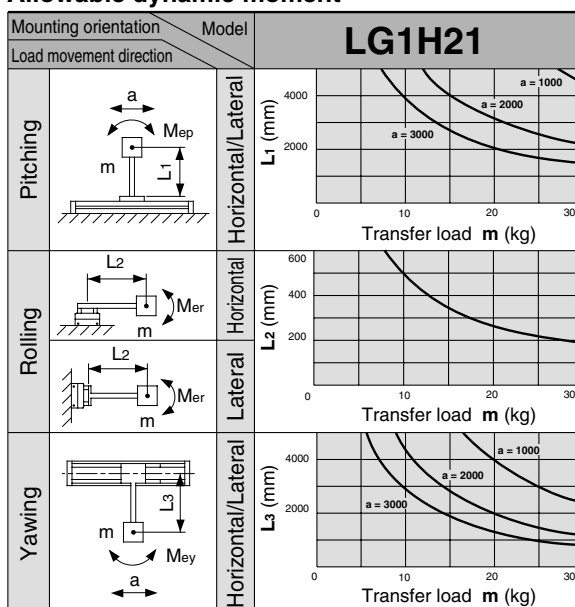 Allowable dynamic moment
Mounting orientation Model
Load movement direction
LG1H21
Pitching
a
Mep
m
L1
Horizontal/Lateral
L1 (mm)
4000
2000
a = 1000
a = 2000
a = 3000
0 10 20 30
Transfer load m (kg)
Rolling
L2
Mer
m
Horizontal
L2
Mer
m
Lateral
L2 (mm)
600
400
200
0 10 20 30
Transfer load m (kg)
Yawing
L3
m
Mey
a
Horizontal/Lateral
L3 (mm)
4000
2000
a = 1000
a = 2000
a = 3000
0 10 20 30
Transfer load m (kg)